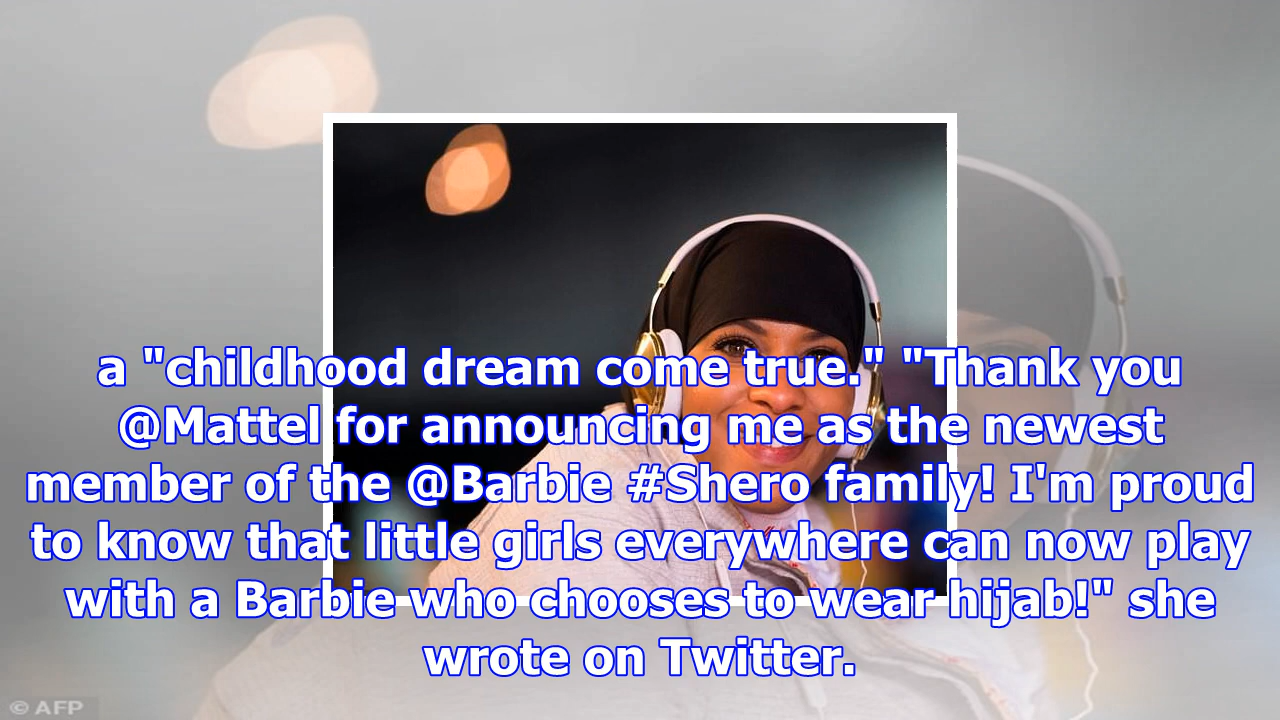 a "childhood dream come true." "Thank you
@Mattel for announcing me as the newest
member of the @Barbie #Shero family! I'm proud
to know that little girls everywhere can now play
with a Barbie who chooses to wear hijab!" she
wrote on Twitter.
© AFP